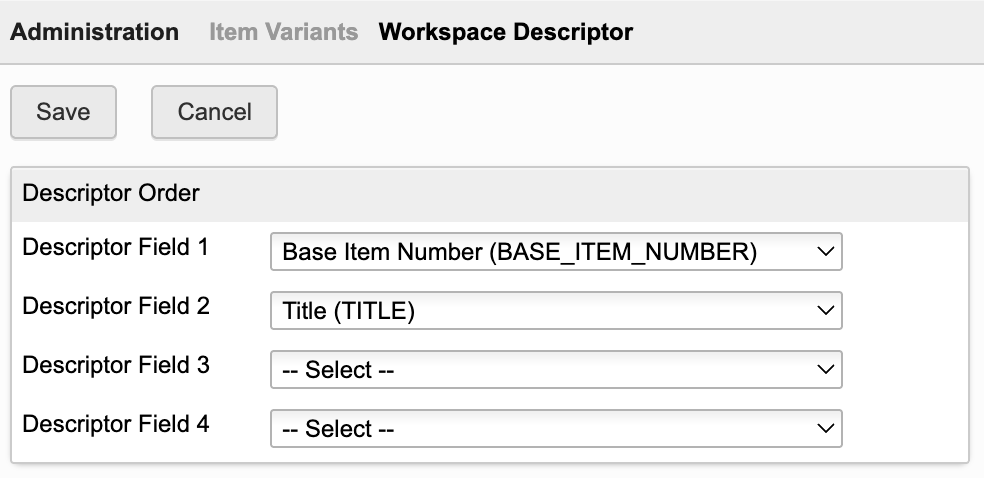 Administration Item Variants Workspace Descriptor
Save Cancel
Descriptor Order
Descriptor Field 1 Base Item Number (BASE_ITEM_NUMBER)
Descriptor Field 2 Title (TITLE)
Descriptor Field 3 -- Select --
Descriptor Field 4 -- Select --